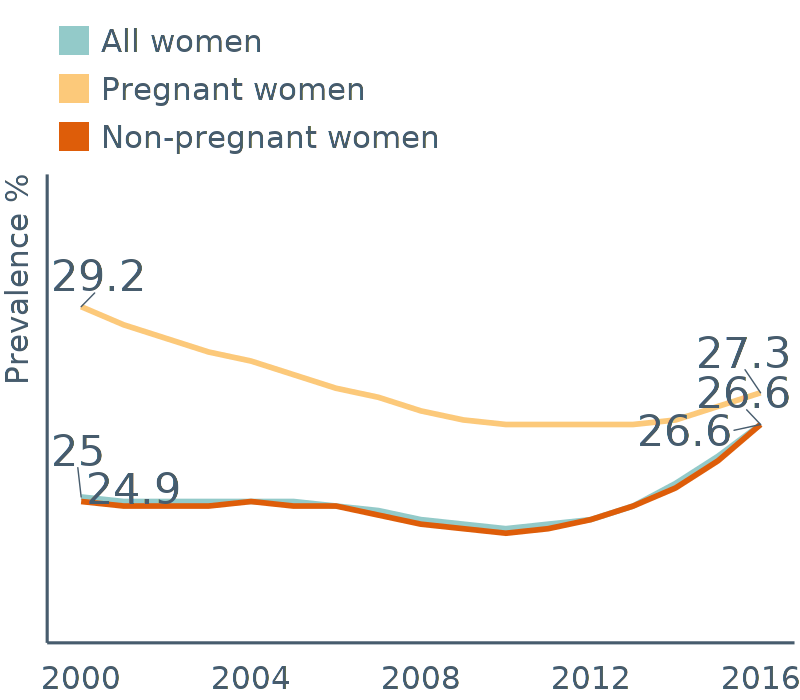 All women
Pregnant women
Non-pregnant women
Prevalence %
29.2
27.3
26.6
26.6
25
24.9
2000 2004 2008 2012 2016